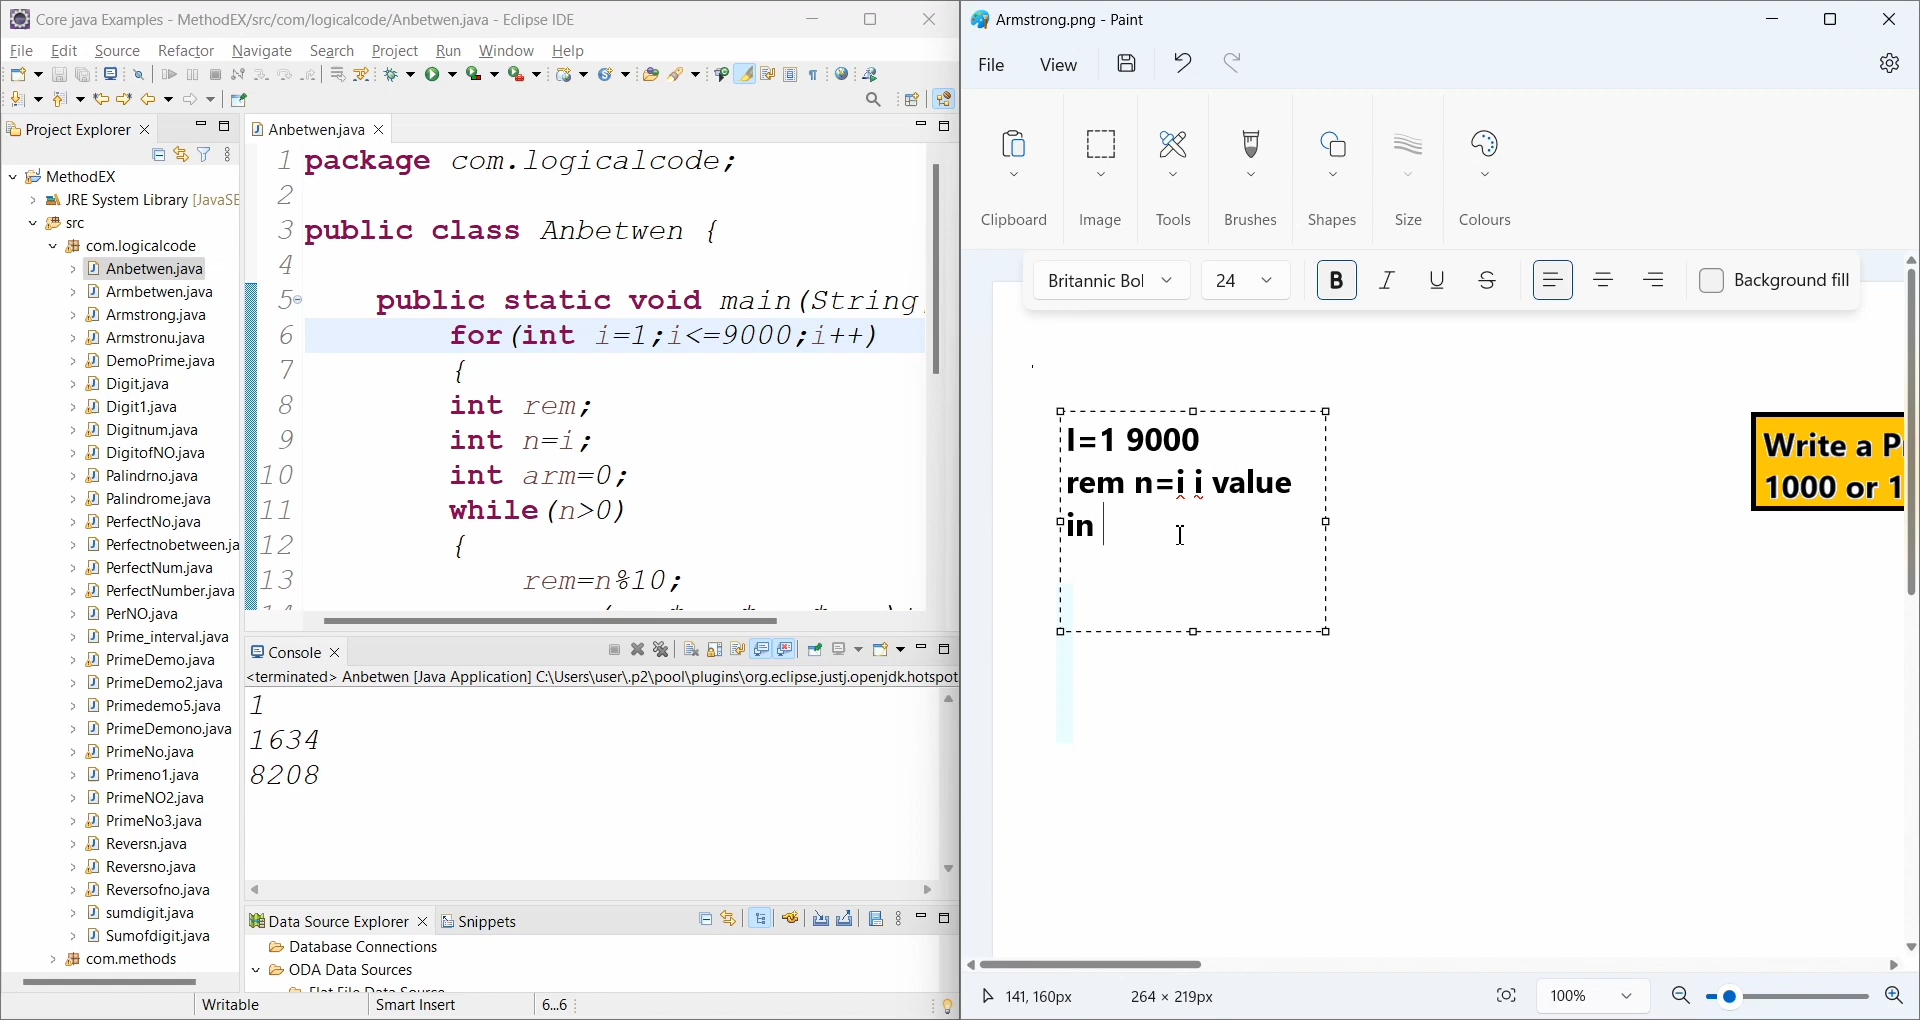 Core java Examples - MethodEX/src/com/logicalcode/Anbetwen.java - Eclipse IDE
File Edit Source Refactor Navigate Search Project Run Window Help
Project Explorer
MethodEX
JRE System Library [JavaSE
src
com.logicalcode
Anbetwen.java
Armbetwen.java
Armstrong.java
Armstronu.java
DemoPrime.java
Digit.java
Digit1.java
Digitnum.java
DigitofNO.java
Palindrno.java
Palindrome.java
PerfectNo.java
Perfectnobetween.ja
PerfectNum.java
PerfectNumber.java
PerNO.java
Prime_interval.java
PrimeDemo.java
PrimeDemo2.java
Primedemo5.java
PrimeDemono.java
PrimeNo.java
Primeno1.java
PrimeNO2.java
PrimeNo3.java
Reversn.java
Reversno.java
Reversofno.java
sumdigit.java
Sumofdigit.java
com.methods
Anbetwen.java
1 package com.logicalcode;
2
3 public class Anbetwen {
4
5 public static void main(String
6 for(int i=1;i<=9000;i++)
7 {
8 int rem;
9 int n=i;
10 int arm=0;
11 while(n>0)
12 {
13 rem=n%10;
Console
<terminated> Anbetwen [Java Application] C:\Users\user\.p2\pool\plugins\org.eclipse.justj.openjdk.hotspot
1
1634
8208
Data Source Explorer Snippets
Database Connections
ODA Data Sources
Flat File Data Source
Writable Smart Insert 6..6
Armstrong.png - Paint
File View
Clipboard Image Tools Brushes Shapes Size Colours
Britannic Bol 24 B I U S Background fill
I=1 9000
rem n=i i value
in
Write a P
1000 or 1
141, 160px 264 × 219px 100%